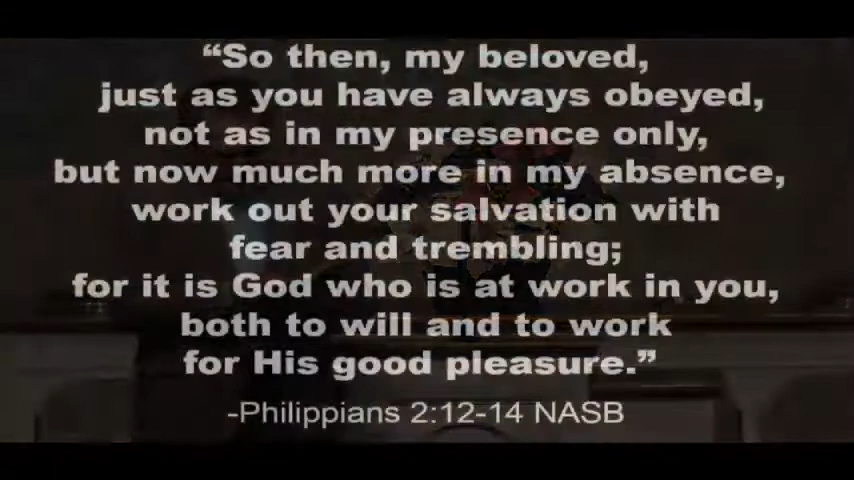 “So then, my beloved,
just as you have always obeyed,
not as in my presence only,
but now much more in my absence,
work out your salvation with
fear and trembling;
for it is God who is at work in you,
both to will and to work
for His good pleasure.”
-Philippians 2:12-14 NASB